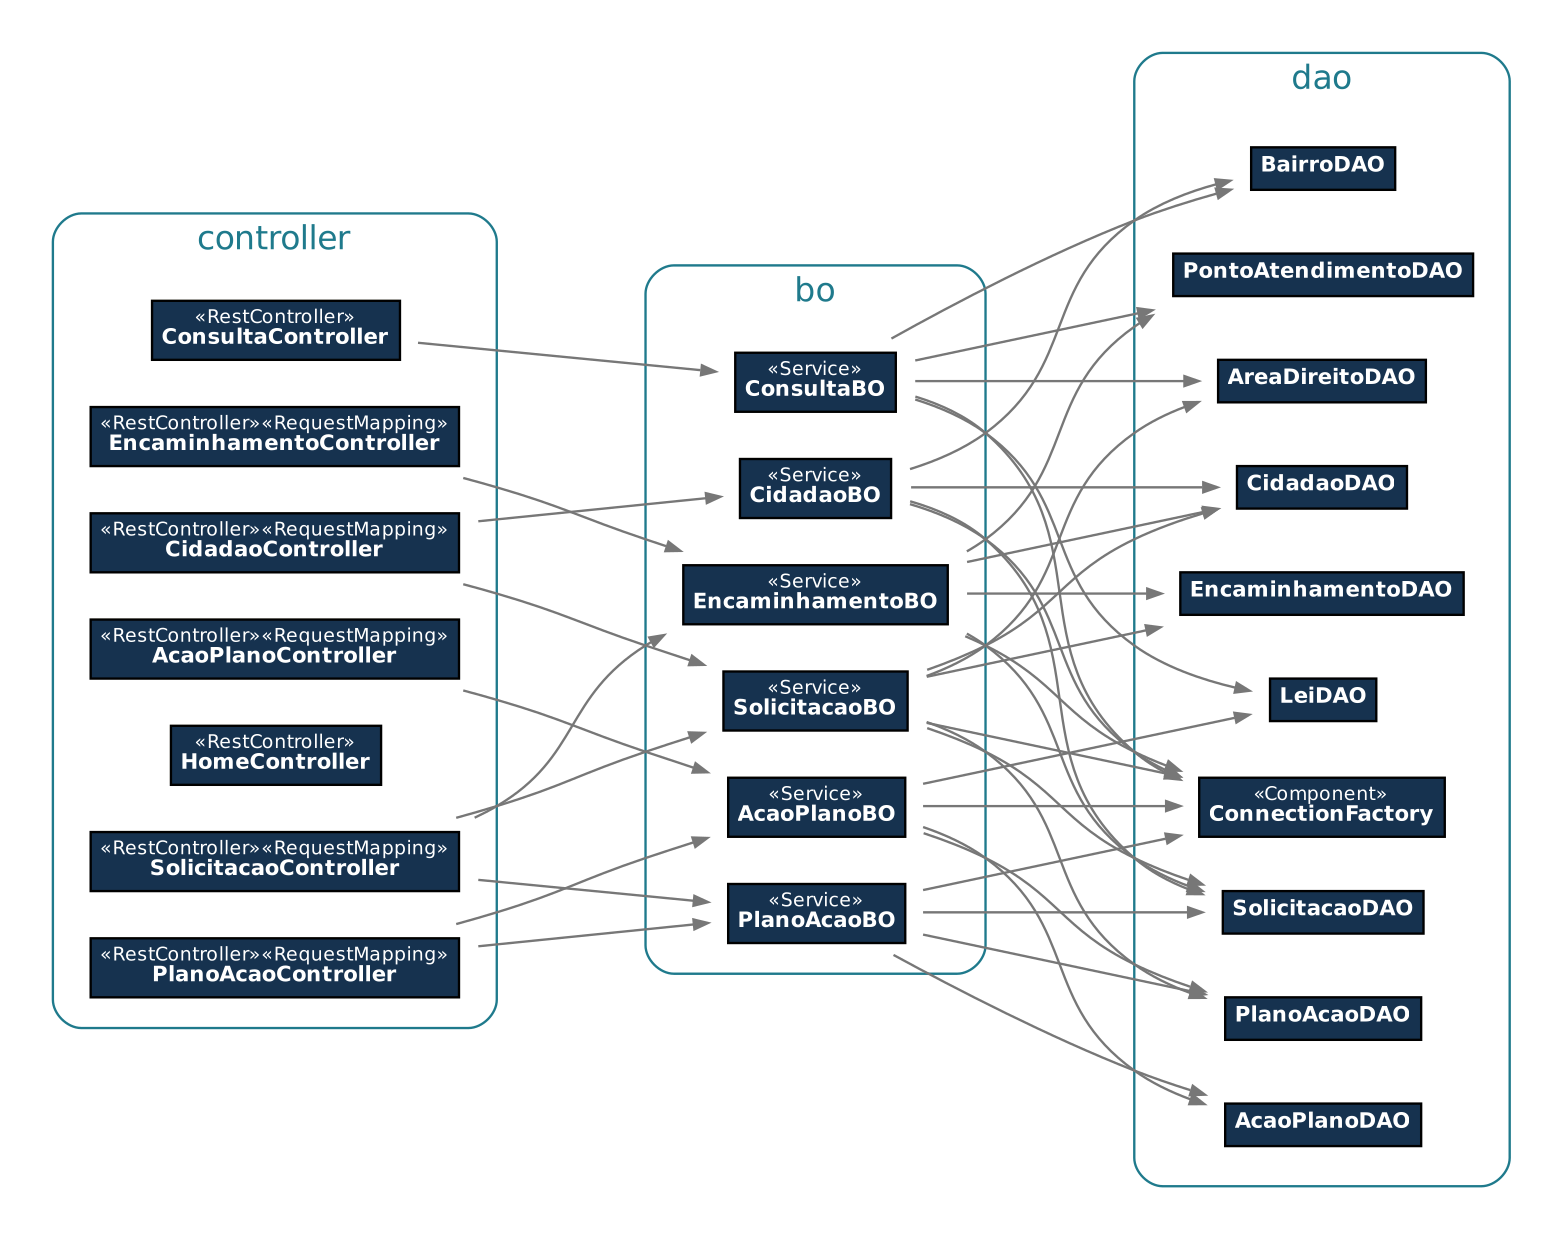 controller
«RestController»
ConsultaController
«RestController»«RequestMapping»
EncaminhamentoController
«RestController»«RequestMapping»
CidadaoController
«RestController»«RequestMapping»
AcaoPlanoController
«RestController»
HomeController
«RestController»«RequestMapping»
SolicitacaoController
«RestController»«RequestMapping»
PlanoAcaoController
bo
«Service»
ConsultaBO
«Service»
CidadaoBO
«Service»
EncaminhamentoBO
«Service»
SolicitacaoBO
«Service»
AcaoPlanoBO
«Service»
PlanoAcaoBO
dao
BairroDAO
PontoAtendimentoDAO
AreaDireitoDAO
CidadaoDAO
EncaminhamentoDAO
LeiDAO
«Component»
ConnectionFactory
SolicitacaoDAO
PlanoAcaoDAO
AcaoPlanoDAO